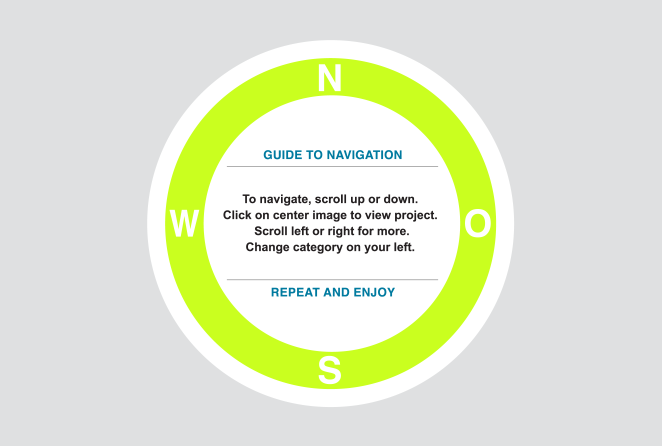 N
GUIDE TO NAVIGATION
To navigate, scroll up or down.
Click on center image to view project.
W
O
Scroll left or right for more.
Change category on your left.
REPEAT AND ENJOY
S